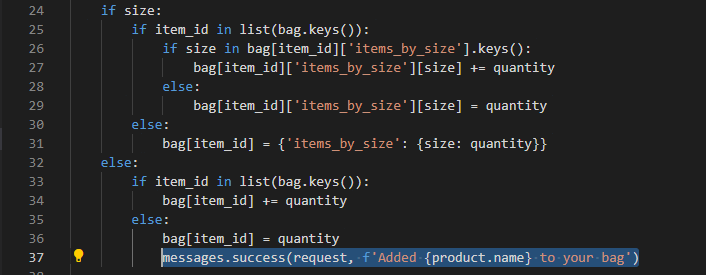 24 if size:
25 if item_id in list(bag.keys()):
26 if size in bag[item_id]['items_by_size'].keys():
27 bag[item_id]['items_by_size'][size] += quantity
28 else:
29 bag[item_id]['items_by_size'][size] = quantity
30 else:
31 bag[item_id] = {'items_by_size': {size: quantity}}
32 else:
33 if item_id in list(bag.keys()):
34 bag[item_id] += quantity
35 else:
36 bag[item_id] = quantity
37 messages.success(request, f'Added {product.name} to your bag')
38